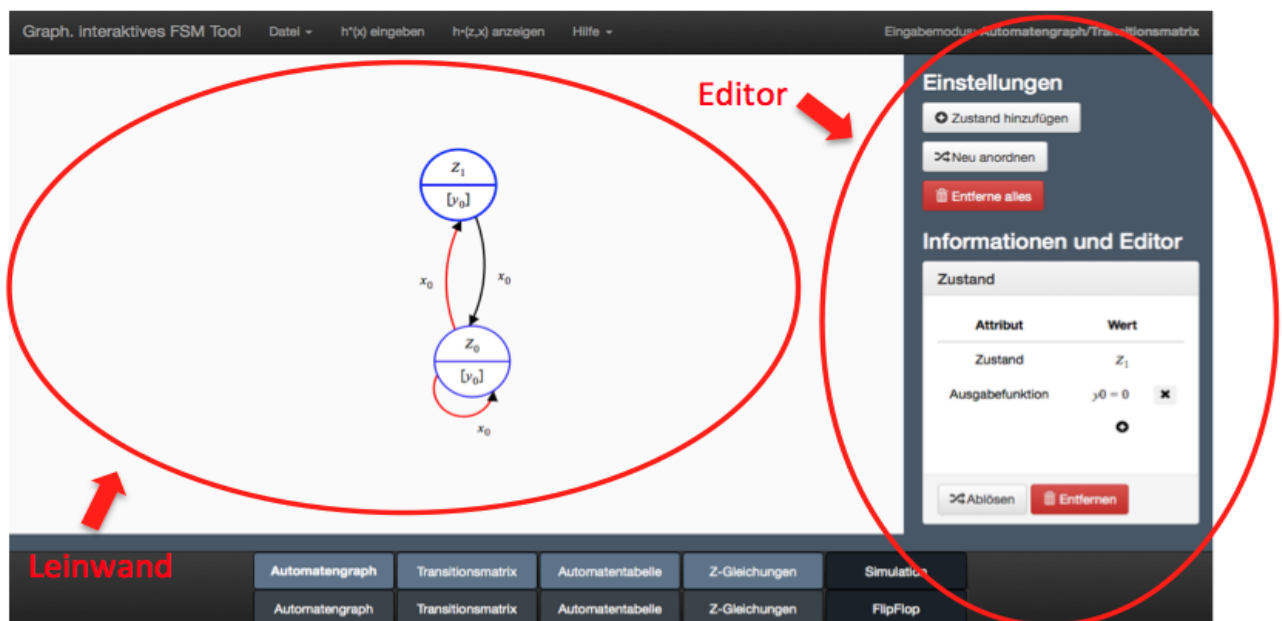 Graph. interaktives FSM Tool Datei h*(x) eingeben h*(z,x) anzeigen Hilfe Eingabemodus: Automatengraph/Transitionsmatrix
Editor
Einstellungen
Zustand hinzufügen
Neu anordnen
Entferne alles
Z₁
[y₀]
x₀ x₀
Z₀
[y₀]
x₀
Informationen und Editor
Zustand
Attribut Wert
Zustand Z₁
Ausgabefunktion y0 = 0
Ablösen Entfernen
Leinwand
Automatengraph Transitionsmatrix Automatentabelle Z-Gleichungen Simulation
Automatengraph Transitionsmatrix Automatentabelle Z-Gleichungen FlipFlop